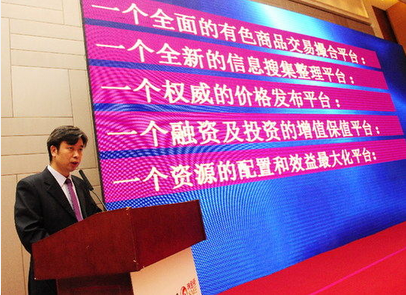 一个全面的有色商品交易撮合平台；
一个全新的信息搜集整理平台；
一个权威的价格发布平台；
一个融资及投资的增值保值平台；
一个资源的配置和效益最大化平台；